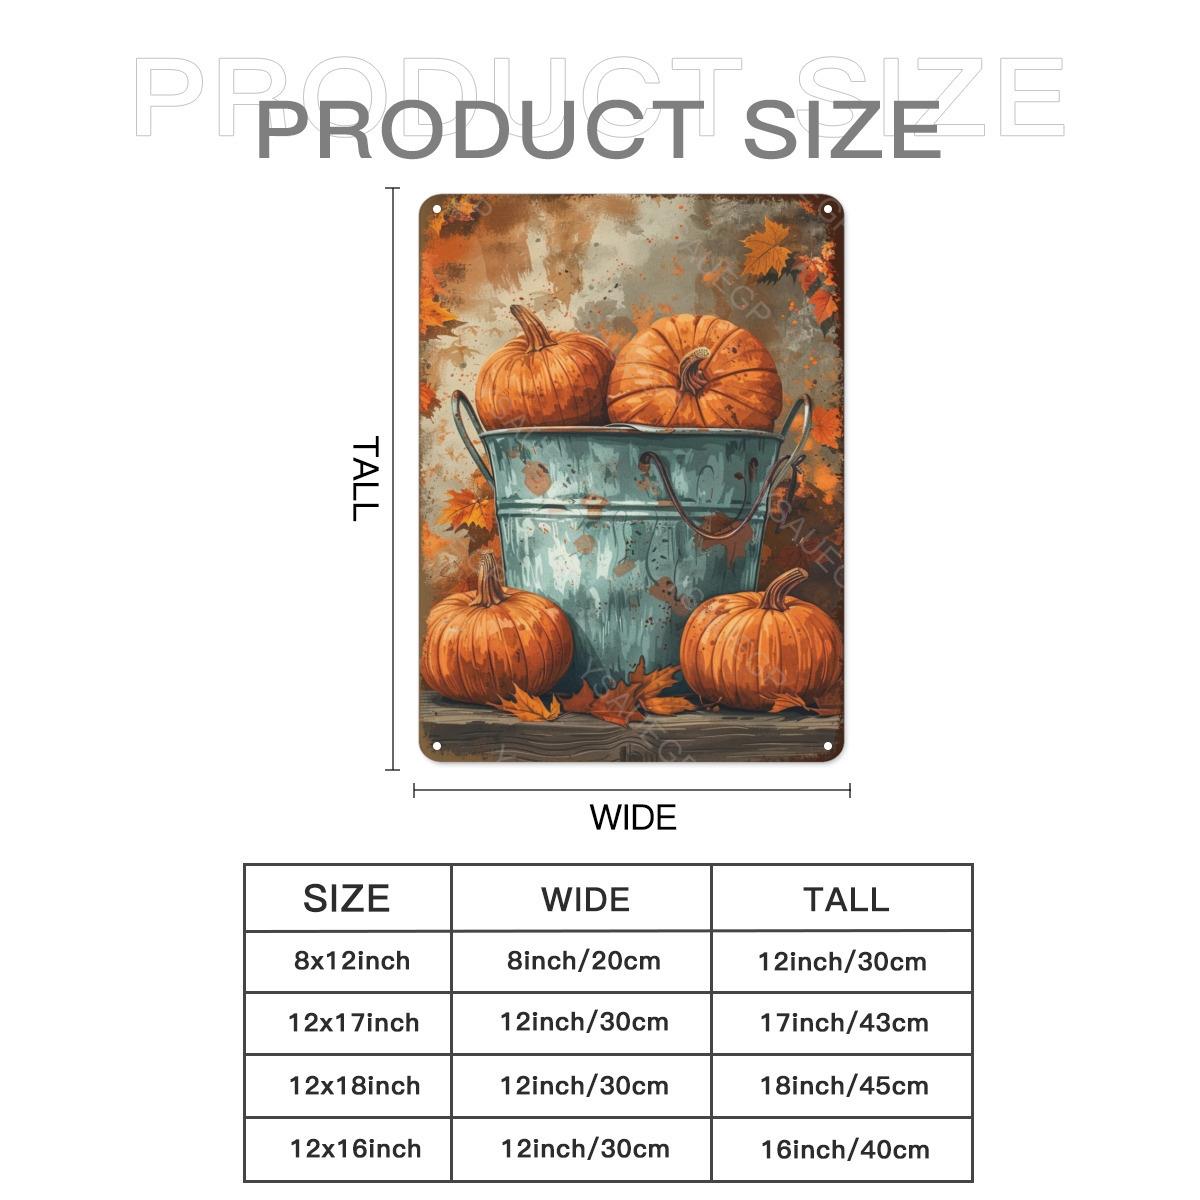 PRODUCT SIZE
PRODUCT SIZE
TALL
WIDE
SIZE WIDE TALL
8x12inch 8inch/20cm 12inch/30cm
12x17inch 12inch/30cm 17inch/43cm
12x18inch 12inch/30cm 18inch/45cm
12x16inch 12inch/30cm 16inch/40cm